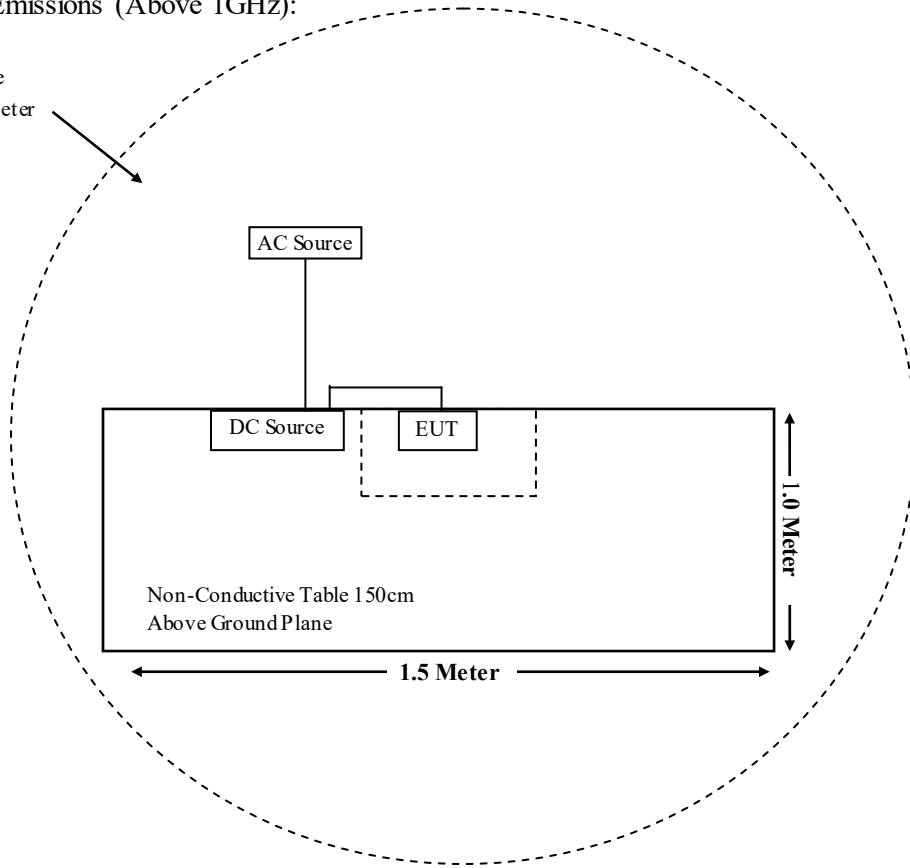 Emissions (Above 1GHz):
AC Source
DC Source
EUT
1.0 Meter
Non-Conductive Table 150cm
Above Ground Plane
1.5 Meter